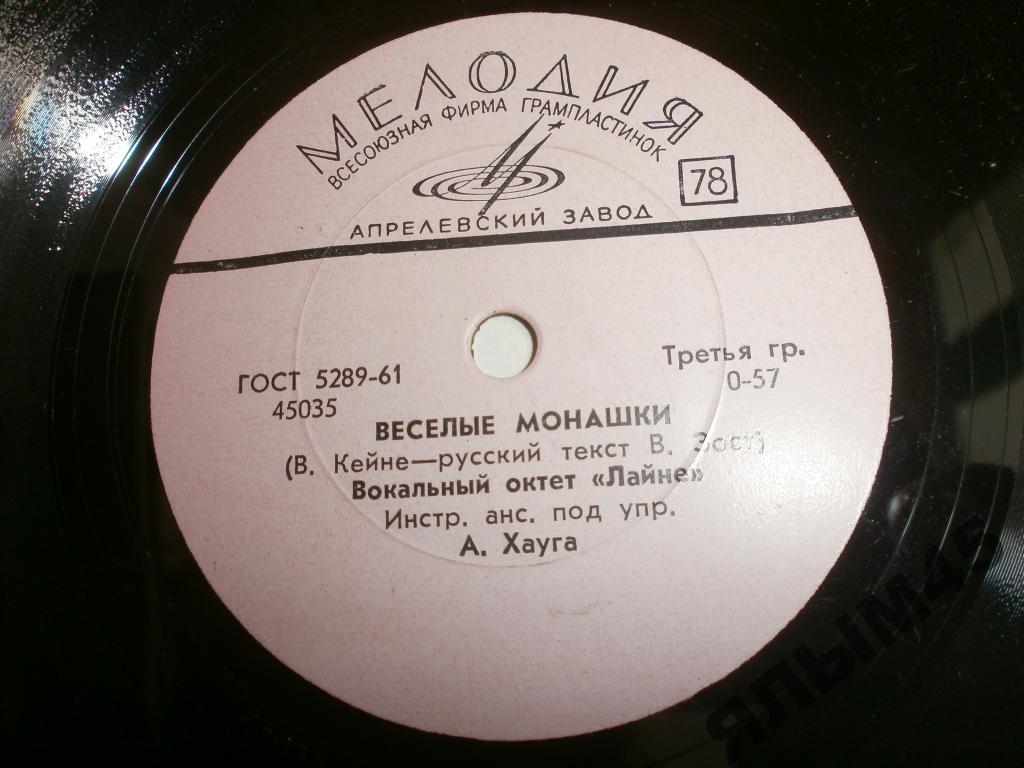 МЕЛОДИЯ
ВСЕСОЮЗНАЯ ФИРМА ГРАМПЛАСТИНОК
78
АПРЕЛЕВСКИЙ ЗАВОД
ГОСТ 5289-61
Третья гр.
45035
0-57
ВЕСЕЛЫЕ МОНАШКИ
(В. Кейне—русский текст В.
Вокальный октет «Лайне»
Инстр. анс. под упр.
А. Хауга
ЯЛЫМ45